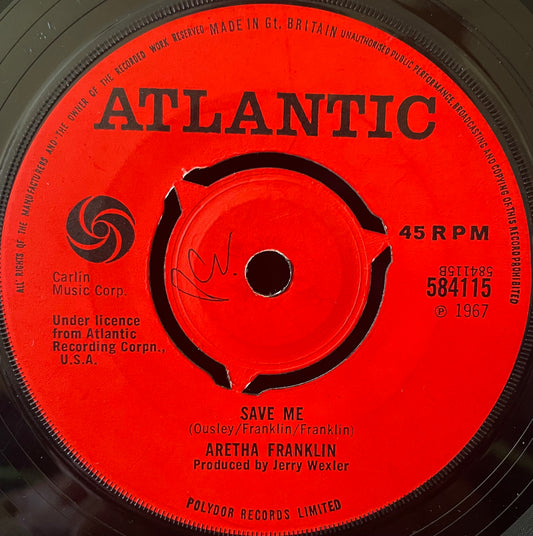 ALL RIGHTS OF THE MANUFACTURERS AND THE OWNER OF THE RECORDED WORK RESERVED · MADE IN Gt. BRITAIN · UNAUTHORISED PUBLIC PERFORMANCE, BROADCASTING AND COPYING OF THIS RECORD PROHIBITED
ATLANTIC
45 RPM
584115B
584115
℗ 1967
Carlin
Music Corp.
Under licence
from Atlantic
Recording Corpn.,
U.S.A.
SAVE ME
(Ousley/Franklin/Franklin)
ARETHA FRANKLIN
Produced by Jerry Wexler
POLYDOR RECORDS LIMITED